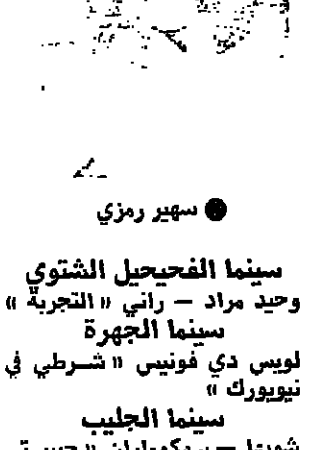 سهير رمزي
سينما الفحيحيل الشتوي
وحيد مراد — راني « التجربة »
سينما الجهرة
لويس دي فونيس « شرطي في
نيويورك »
سينما الجليب